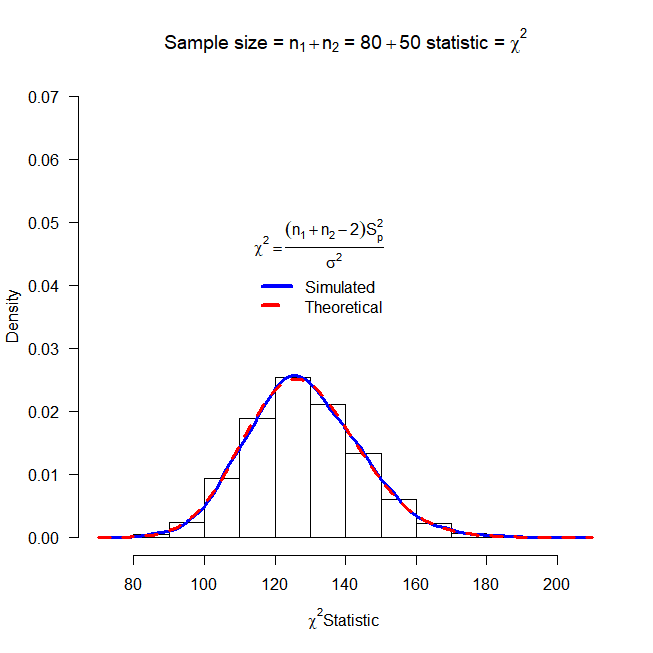 Sample size = n₁ + n₂ = 80 + 50 statistic = χ²
0.07
0.06
0.05
0.04
0.03
0.02
0.01
0.00
Density
χ² = (n₁ + n₂ − 2)Sₚ² / σ²
Simulated
Theoretical
80 100 120 140 160 180 200
χ²Statistic